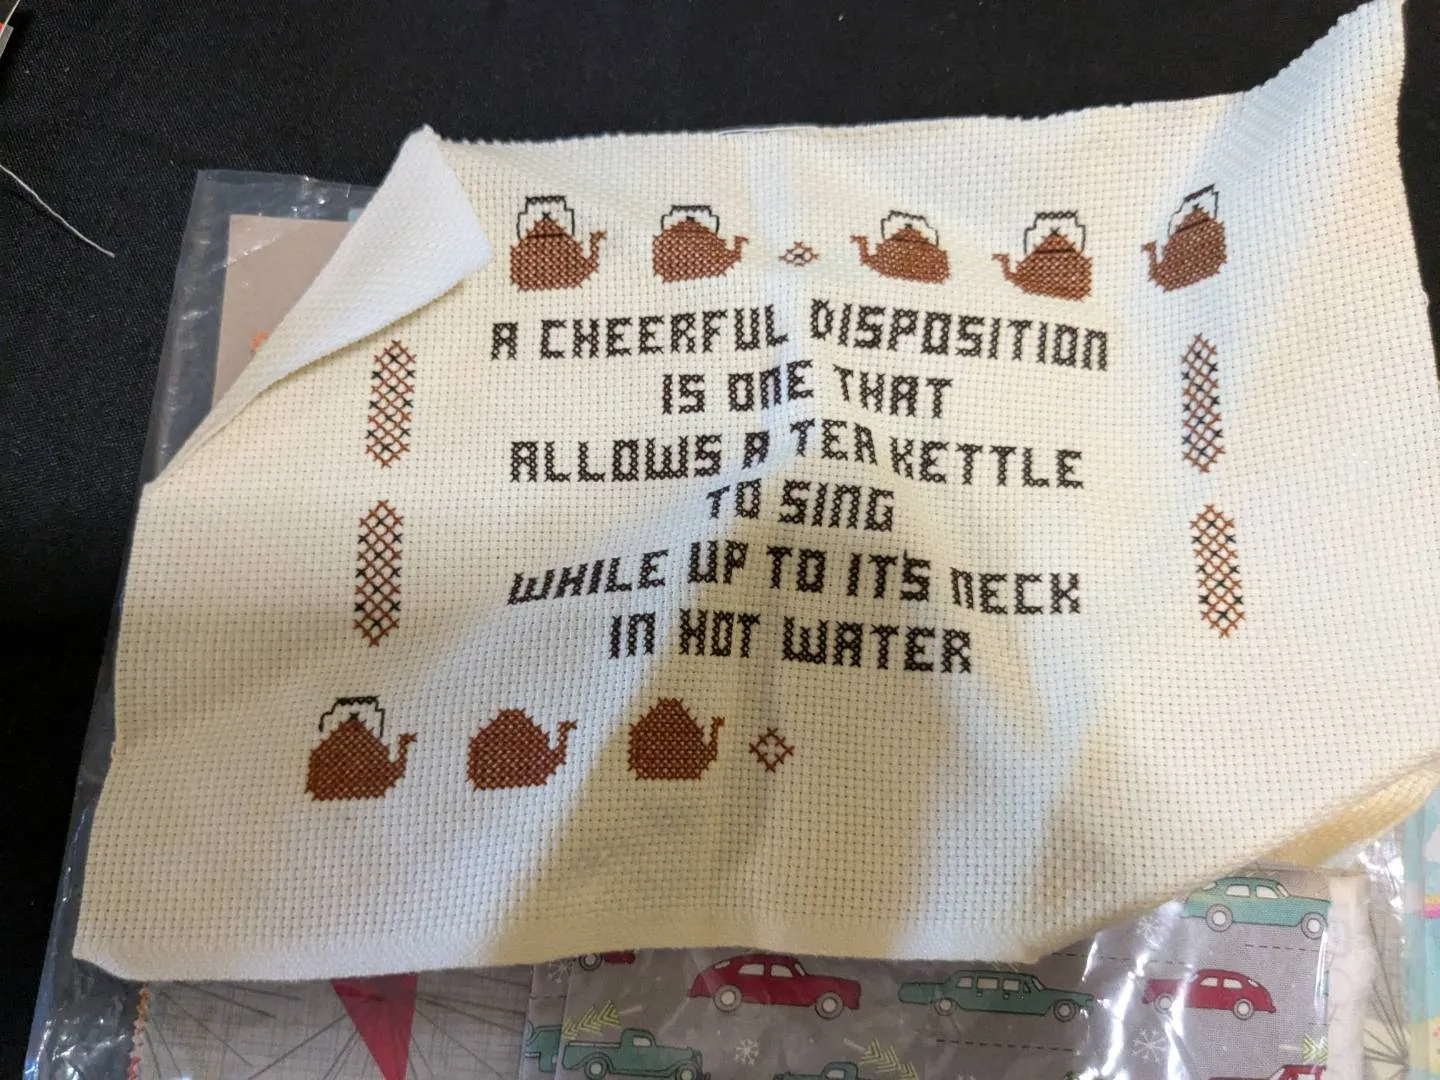 A CHEERFUL DISPOSITION
IS ONE THAT
ALLOWS A TEA KETTLE
TO SING
WHILE UP TO IT'S NECK
IN HOT WATER